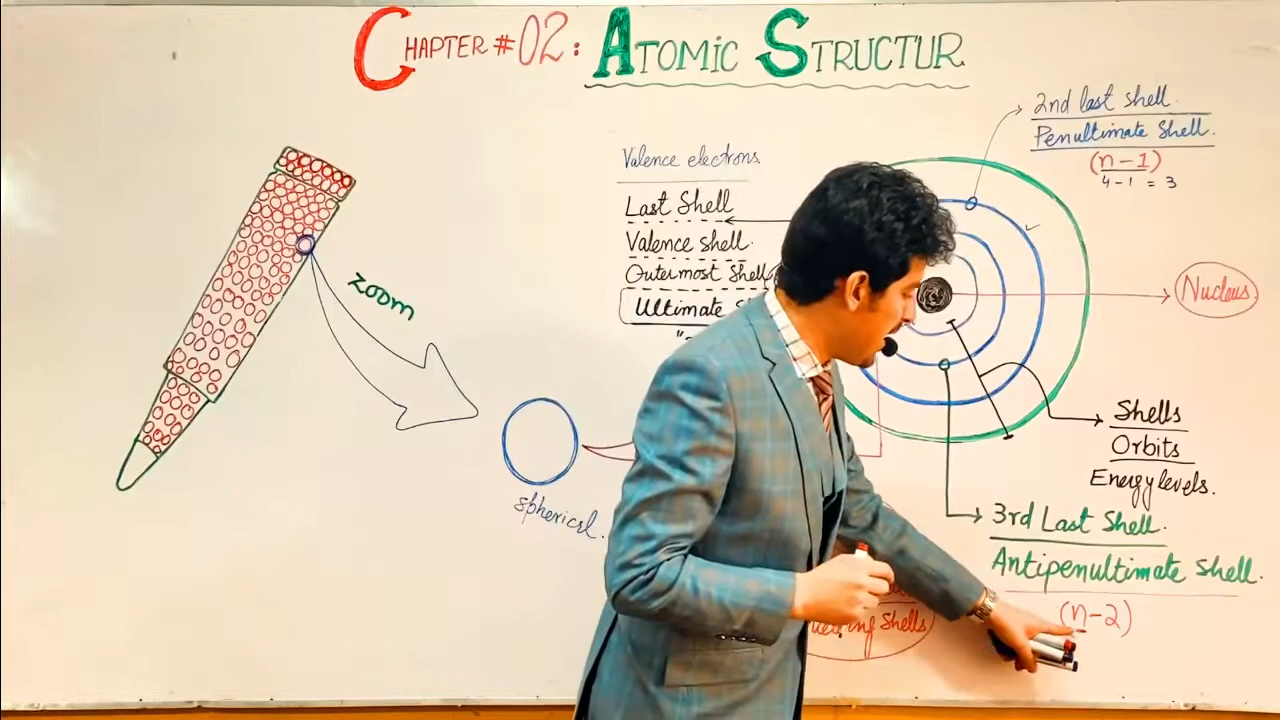 CHAPTER # 02: ATOMIC STRUCTUR
zoom
spherical.
Valence electrons
Last Shell
Valence shell.
Outermost Shell
Ultimate
2nd last shell.
Penultimate Shell.
(n-1)
4-1 = 3
Nucleus
Shells
Orbits
Energy levels.
3rd Last Shell.
Antipenultimate Shell.
(n-2)
Shells